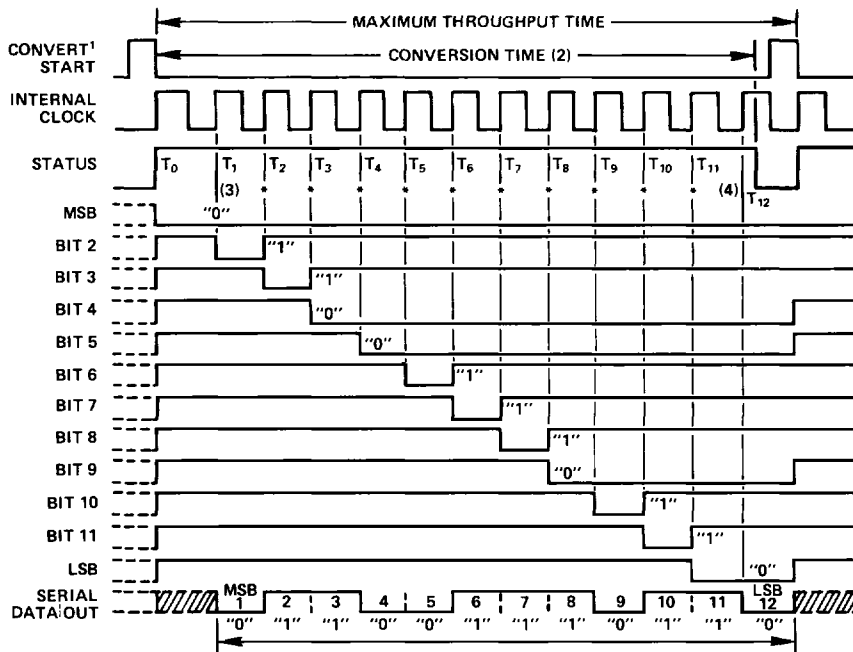 MAXIMUM THROUGHPUT TIME
CONVERT¹
START
CONVERSION TIME (2)
INTERNAL
CLOCK
STATUS
T0 T1 T2 T3 T4 T5 T6 T7 T8 T9 T10 T11
(3) (4) T12
MSB "0"
BIT 2 "1"
BIT 3 "1"
BIT 4 "0"
BIT 5 "0"
BIT 6 "1"
BIT 7 "1"
BIT 8 "1"
BIT 9 "0"
BIT 10 "1"
BIT 11 "1"
LSB "0"
SERIAL
DATA OUT
MSB LSB
1 2 3 4 5 6 7 8 9 10 11 12
"0" "1" "1" "0" "0" "1" "1" "1" "0" "1" "1" "0"